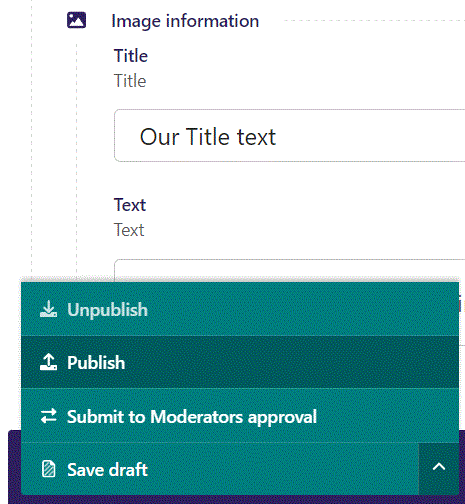 Image information
Title
Title
Our Title text
Text
Text
Unpublish
Publish
Submit to Moderators approval
Save draft